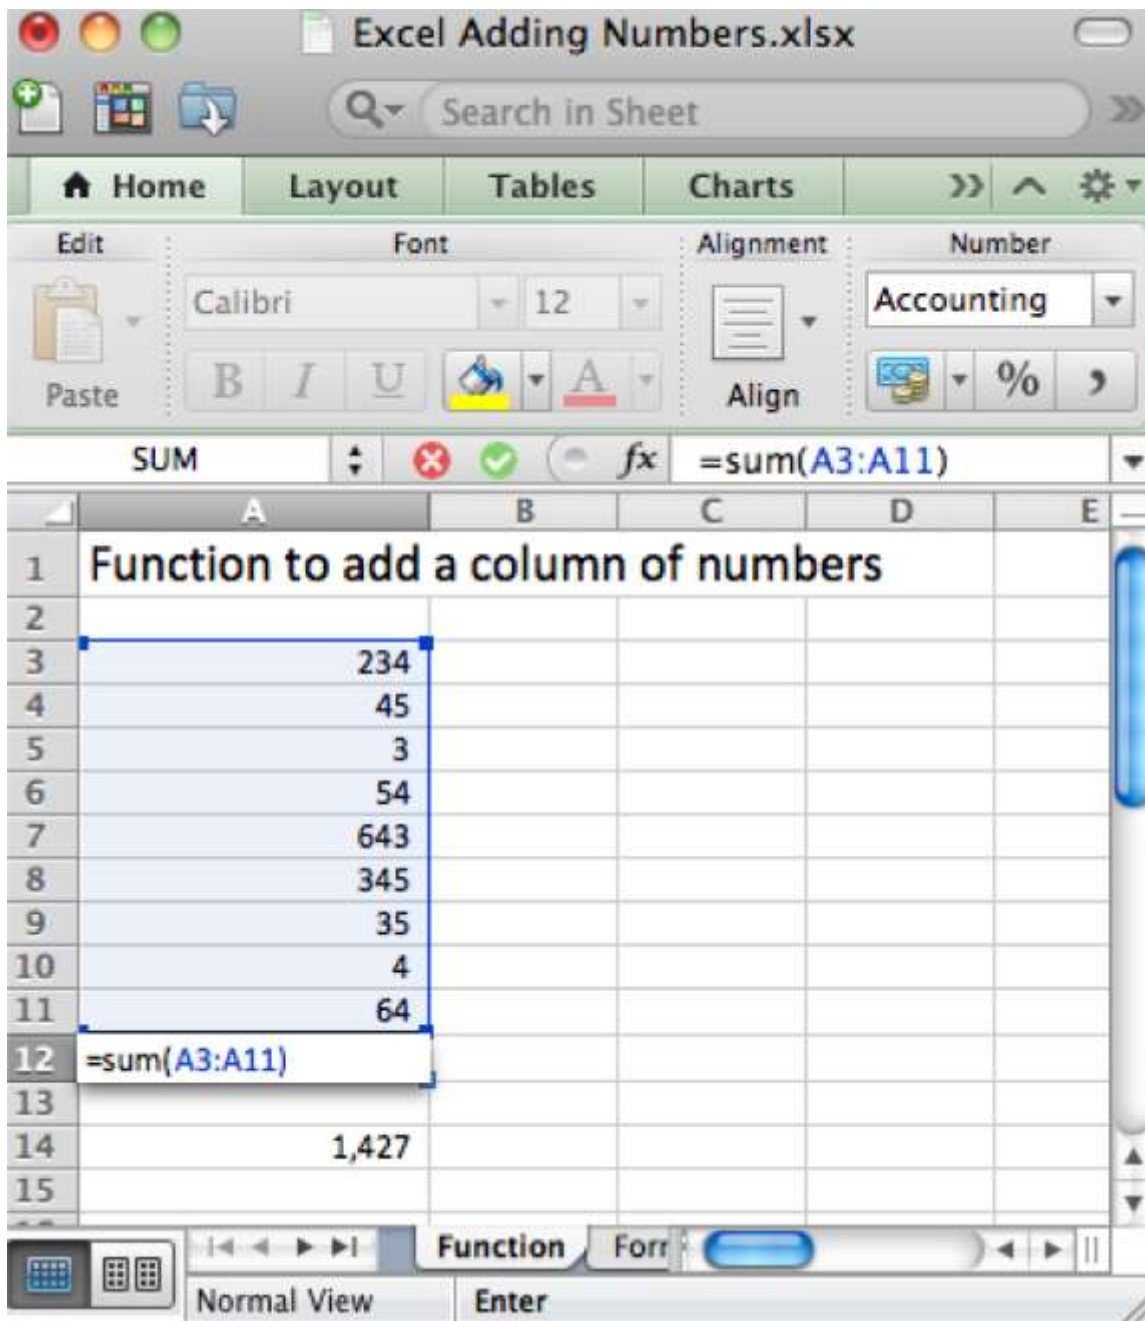 Excel Adding Numbers.xlsx
Search in Sheet
Home Layout Tables Charts
Edit Font Alignment Number
Calibri 12 Accounting
Paste B I U A Align % ,
SUM fx =sum(A3:A11)
A B C D E
1 Function to add a column of numbers
2
3 234
4 45
5 3
6 54
7 643
8 345
9 35
10 4
11 64
12 =sum(A3:A11)
13
14 1,427
15
Function
Normal View Enter